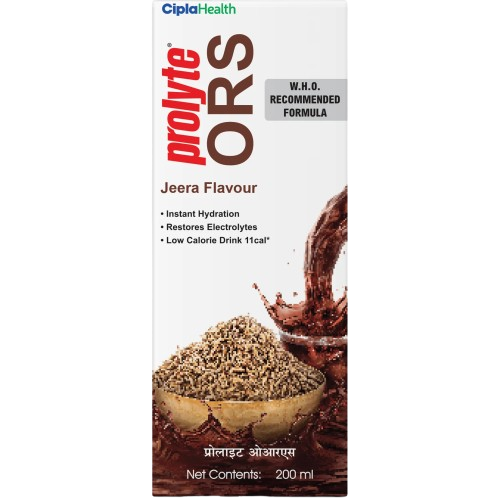 CiplaHealth
prolyte®
ORS
W.H.O.
RECOMMENDED
FORMULA
Jeera Flavour
• Instant Hydration
• Restores Electrolytes
• Low Calorie Drink 11cal*
प्रोलाइट ओआरएस
Net Contents: 200 ml